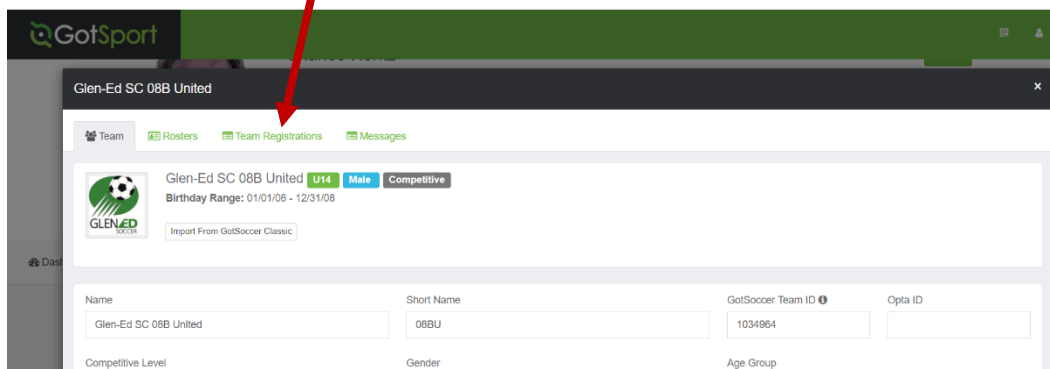 GotSport
Glen-Ed SC 08B United
×
Team Rosters Team Registrations Messages
Glen-Ed SC 08B United U14 Male Competitive
Birthday Range: 01/01/08 - 12/31/08
GLEN-ED
SOCCER
Import From GotSoccer Classic
Dash
Name Short Name GotSoccer Team ID Opta ID
Glen-Ed SC 08B United 08BU 1034964
Competitive Level Gender Age Group